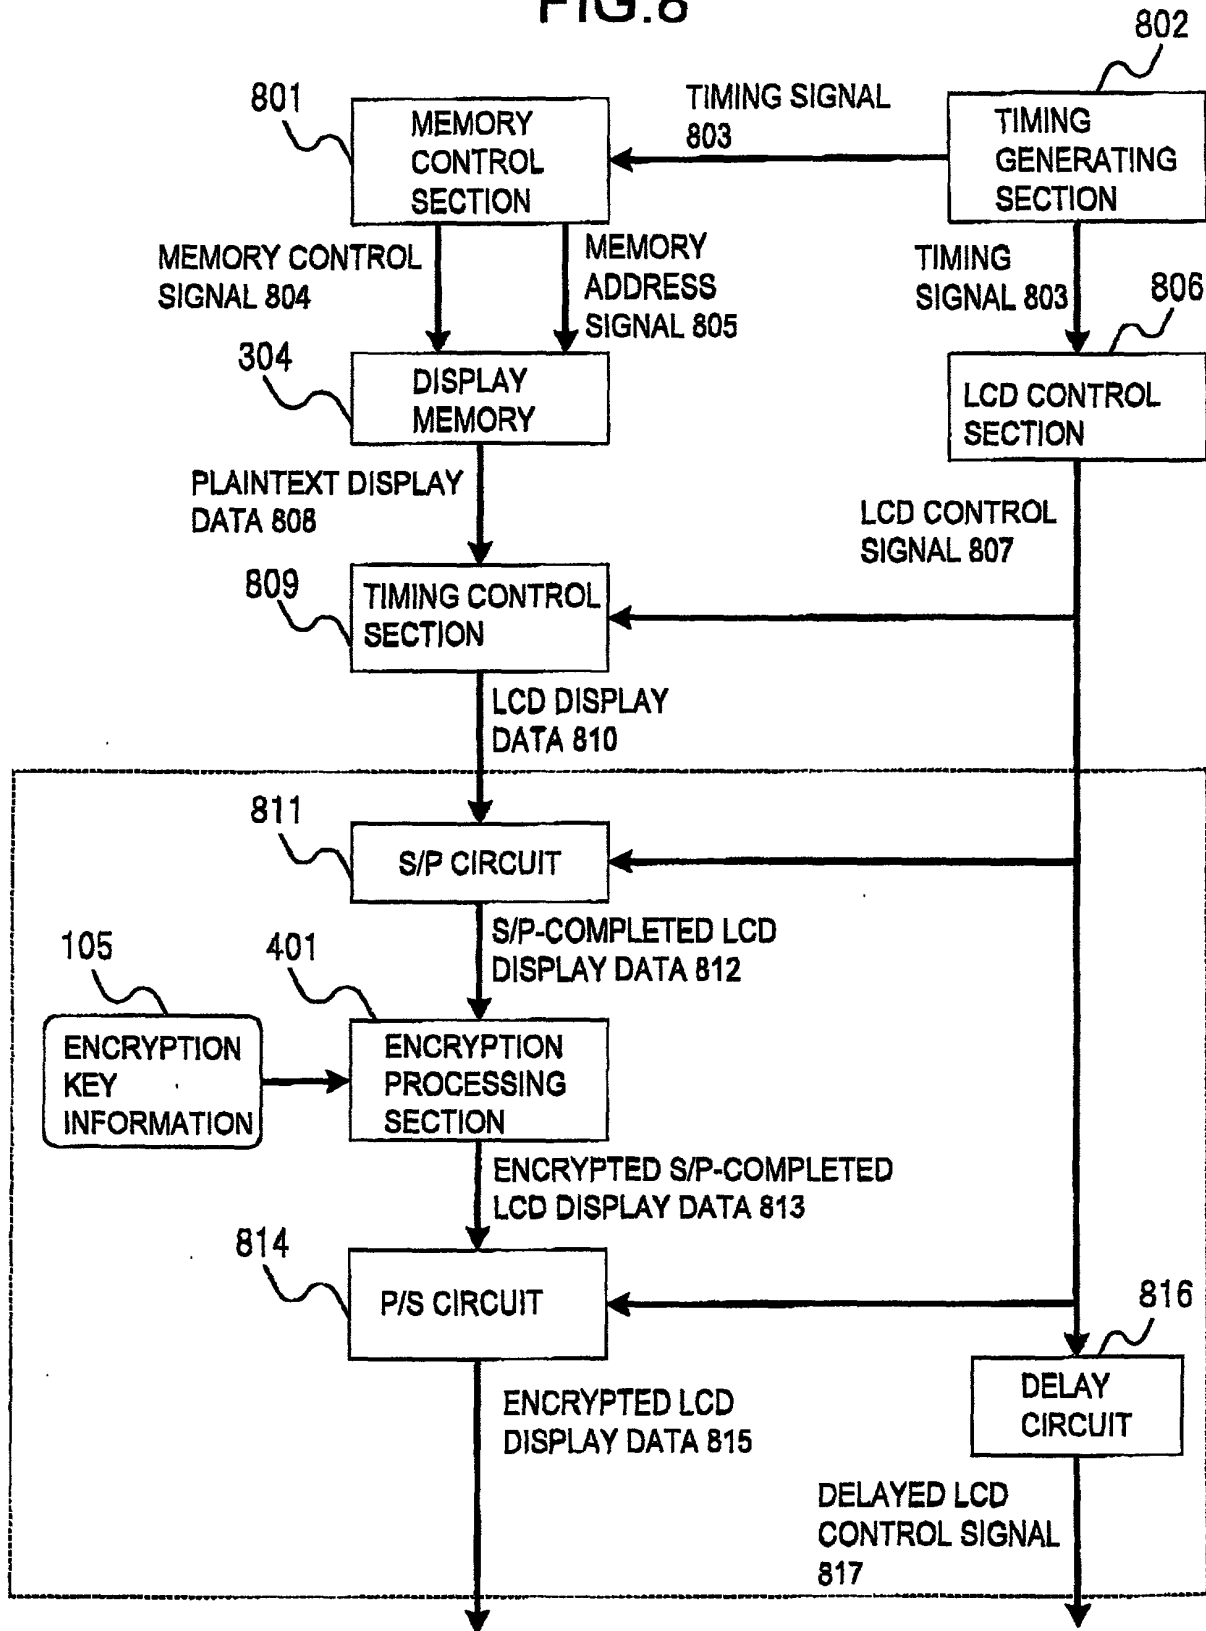 FIG.8
802
801
TIMING SIGNAL
803
MEMORY
CONTROL
SECTION
TIMING
GENERATING
SECTION
MEMORY CONTROL
SIGNAL 804
MEMORY
ADDRESS
SIGNAL 805
TIMING
SIGNAL 803
806
304
DISPLAY
MEMORY
LCD CONTROL
SECTION
PLAINTEXT DISPLAY
DATA 808
LCD CONTROL
SIGNAL 807
809
TIMING CONTROL
SECTION
LCD DISPLAY
DATA 810
811
S/P CIRCUIT
S/P-COMPLETED LCD
DISPLAY DATA 812
105
401
ENCRYPTION
KEY
INFORMATION
ENCRYPTION
PROCESSING
SECTION
ENCRYPTED S/P-COMPLETED
LCD DISPLAY DATA 813
814
P/S CIRCUIT
816
DELAY
CIRCUIT
ENCRYPTED LCD
DISPLAY DATA 815
DELAYED LCD
CONTROL SIGNAL
817